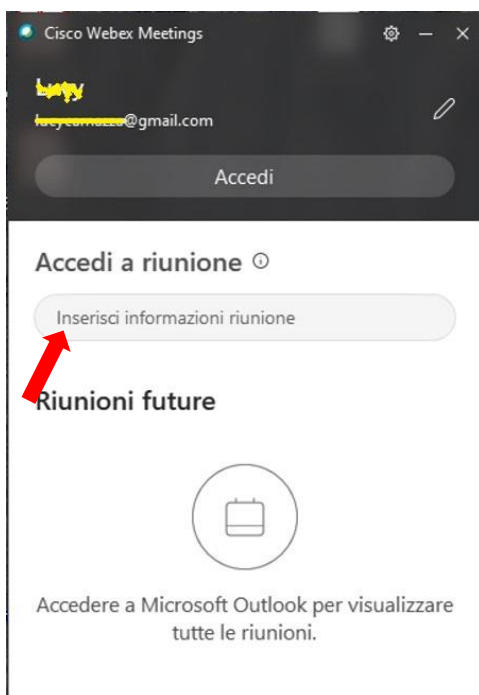 Cisco Webex Meetings
@gmail.com
Accedi
Accedi a riunione
Inserisci informazioni riunione
Riunioni future
Accedere a Microsoft Outlook per visualizzare
tutte le riunioni.